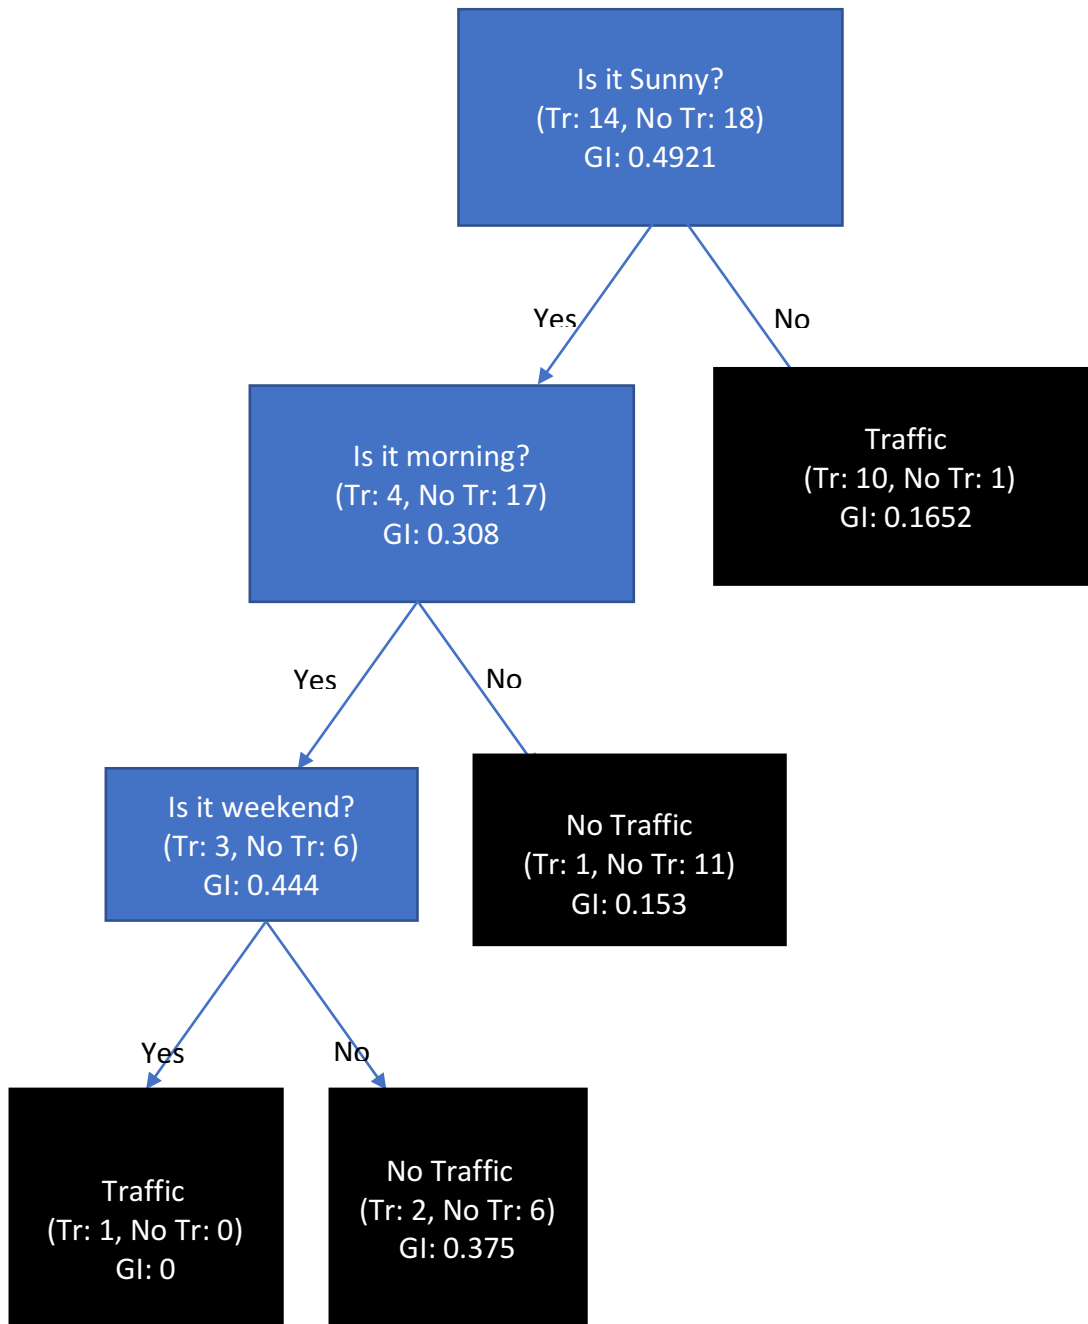 Is it Sunny?
(Tr: 14, No Tr: 18)
GI: 0.4921
Yes
No
Is it morning?
(Tr: 4, No Tr: 17)
GI: 0.308
Traffic
(Tr: 10, No Tr: 1)
GI: 0.1652
Yes
No
Is it weekend?
(Tr: 3, No Tr: 6)
GI: 0.444
No Traffic
(Tr: 1, No Tr: 11)
GI: 0.153
Yes
No
Traffic
(Tr: 1, No Tr: 0)
GI: 0
No Traffic
(Tr: 2, No Tr: 6)
GI: 0.375